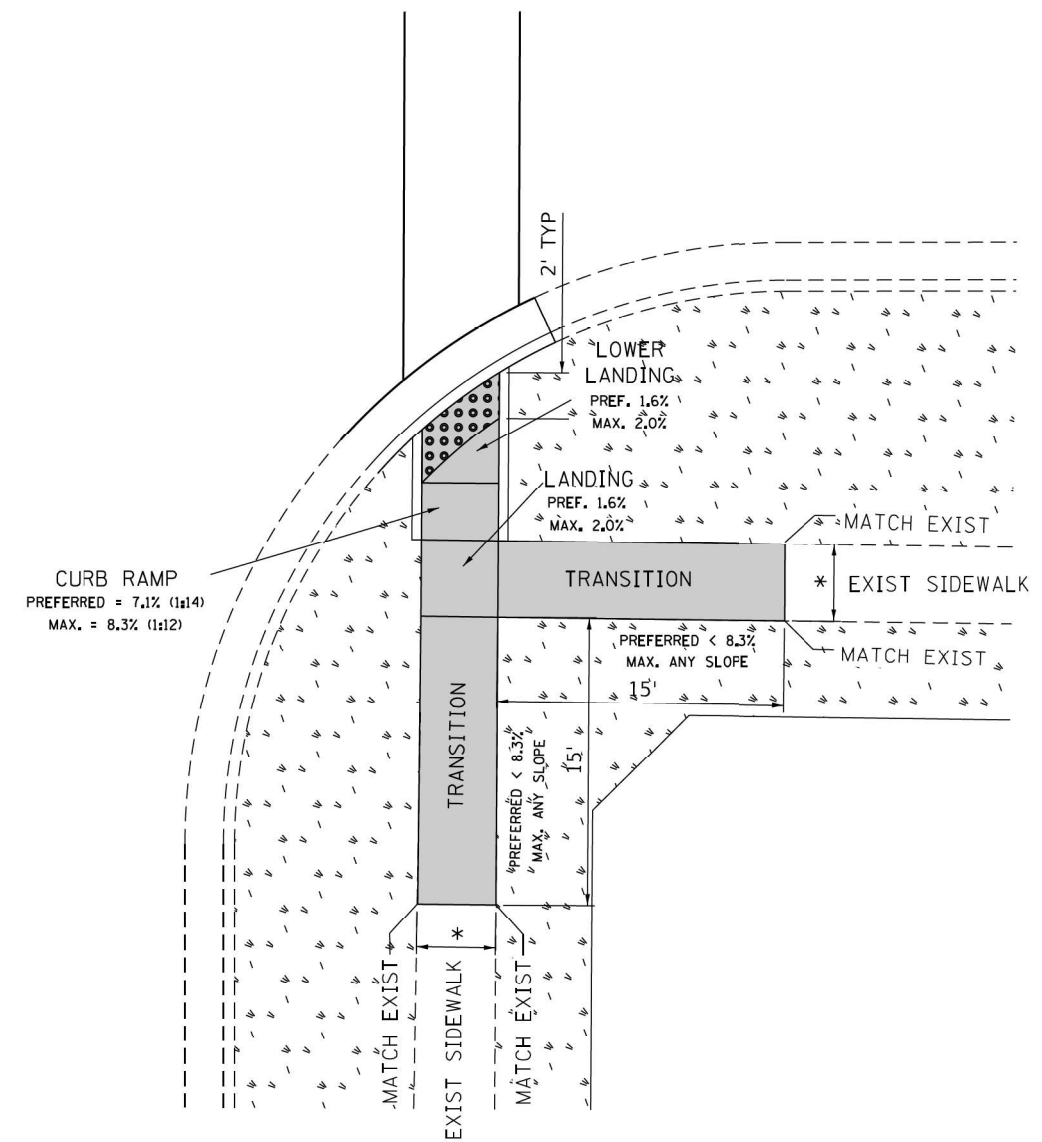 2' TYP
LOWER
LANDING
PREF. 1.6%
MAX. 2.0%
LANDING
PREF. 1.6%
MAX. 2.0%
MATCH EXIST
CURB RAMP
PREFERRED = 7.1% (1:14)
MAX. = 8.3% (1:12)
TRANSITION
* EXIST SIDEWALK
PREFERRED < 8.3%
MAX. ANY SLOPE
MATCH EXIST
15'
TRANSITION
PREFERRED < 8.3%
MAX. ANY SLOPE
15'
*
MATCH EXIST
EXIST SIDEWALK
MATCH EXIST